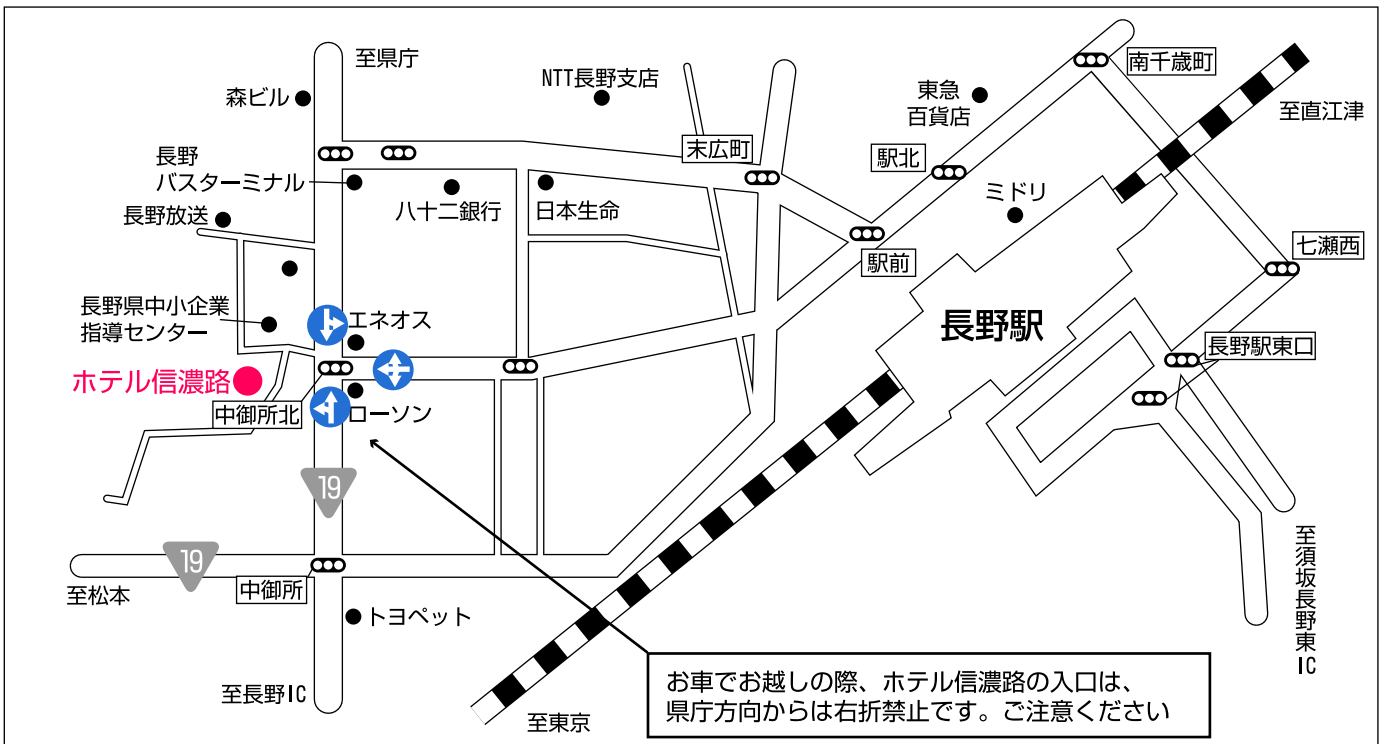 至県庁
森ビル
NTT長野支店
東急
百貨店
南千歳町
至直江津
末広町
駅北
長野
バスターミナル
八十二銀行
日本生命
ミドリ
長野放送
駅前
七瀬西
長野県中小企業
指導センター
エネオス
長野駅
長野駅東口
ホテル信濃路
中御所北
ローソン
19
19
至松本
中御所
トヨペット
至須坂長野東IC
至長野IC
至東京
お車でお越しの際、ホテル信濃路の入口は、
県庁方向からは右折禁止です。ご注意ください